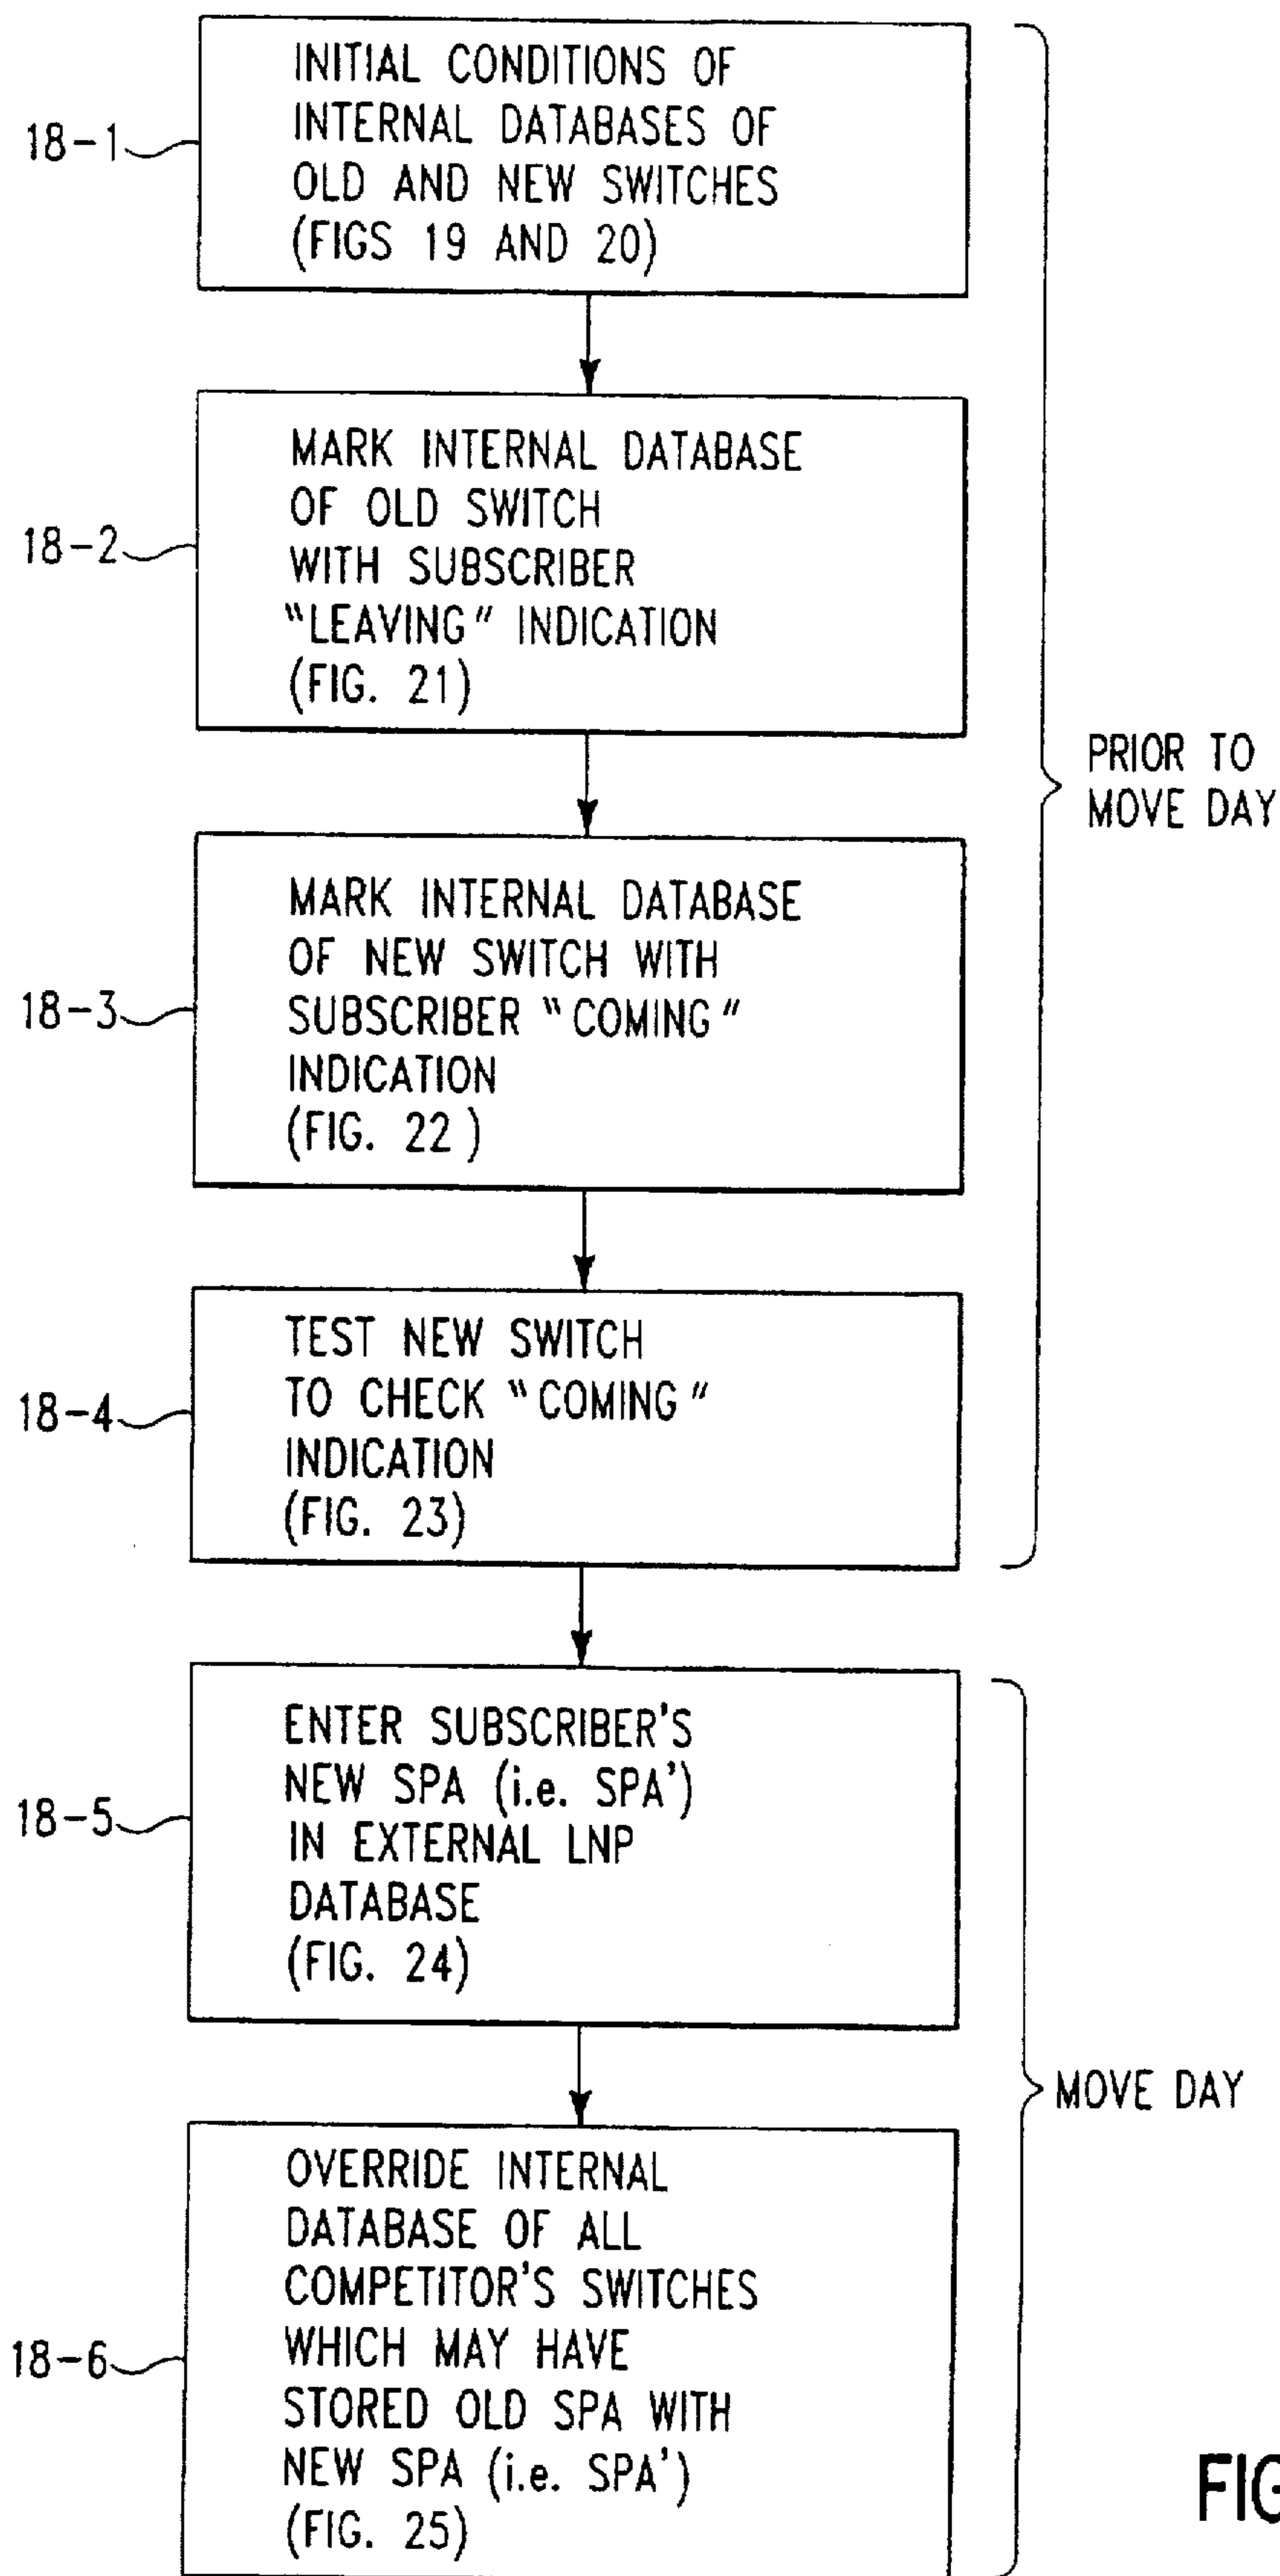 18-1
INITIAL CONDITIONS OF
INTERNAL DATABASES OF
OLD AND NEW SWITCHES
(FIGS 19 AND 20)
18-2
MARK INTERNAL DATABASE
OF OLD SWITCH
WITH SUBSCRIBER
"LEAVING" INDICATION
(FIG. 21)
PRIOR TO
MOVE DAY
18-3
MARK INTERNAL DATABASE
OF NEW SWITCH WITH
SUBSCRIBER "COMING"
INDICATION
(FIG. 22 )
18-4
TEST NEW SWITCH
TO CHECK "COMING"
INDICATION
(FIG. 23)
18-5
ENTER SUBSCRIBER'S
NEW SPA (i.e. SPA')
IN EXTERNAL LNP
DATABASE
(FIG. 24)
MOVE DAY
18-6
OVERRIDE INTERNAL
DATABASE OF ALL
COMPETITOR'S SWITCHES
WHICH MAY HAVE
STORED OLD SPA WITH
NEW SPA (i.e. SPA')
(FIG. 25)